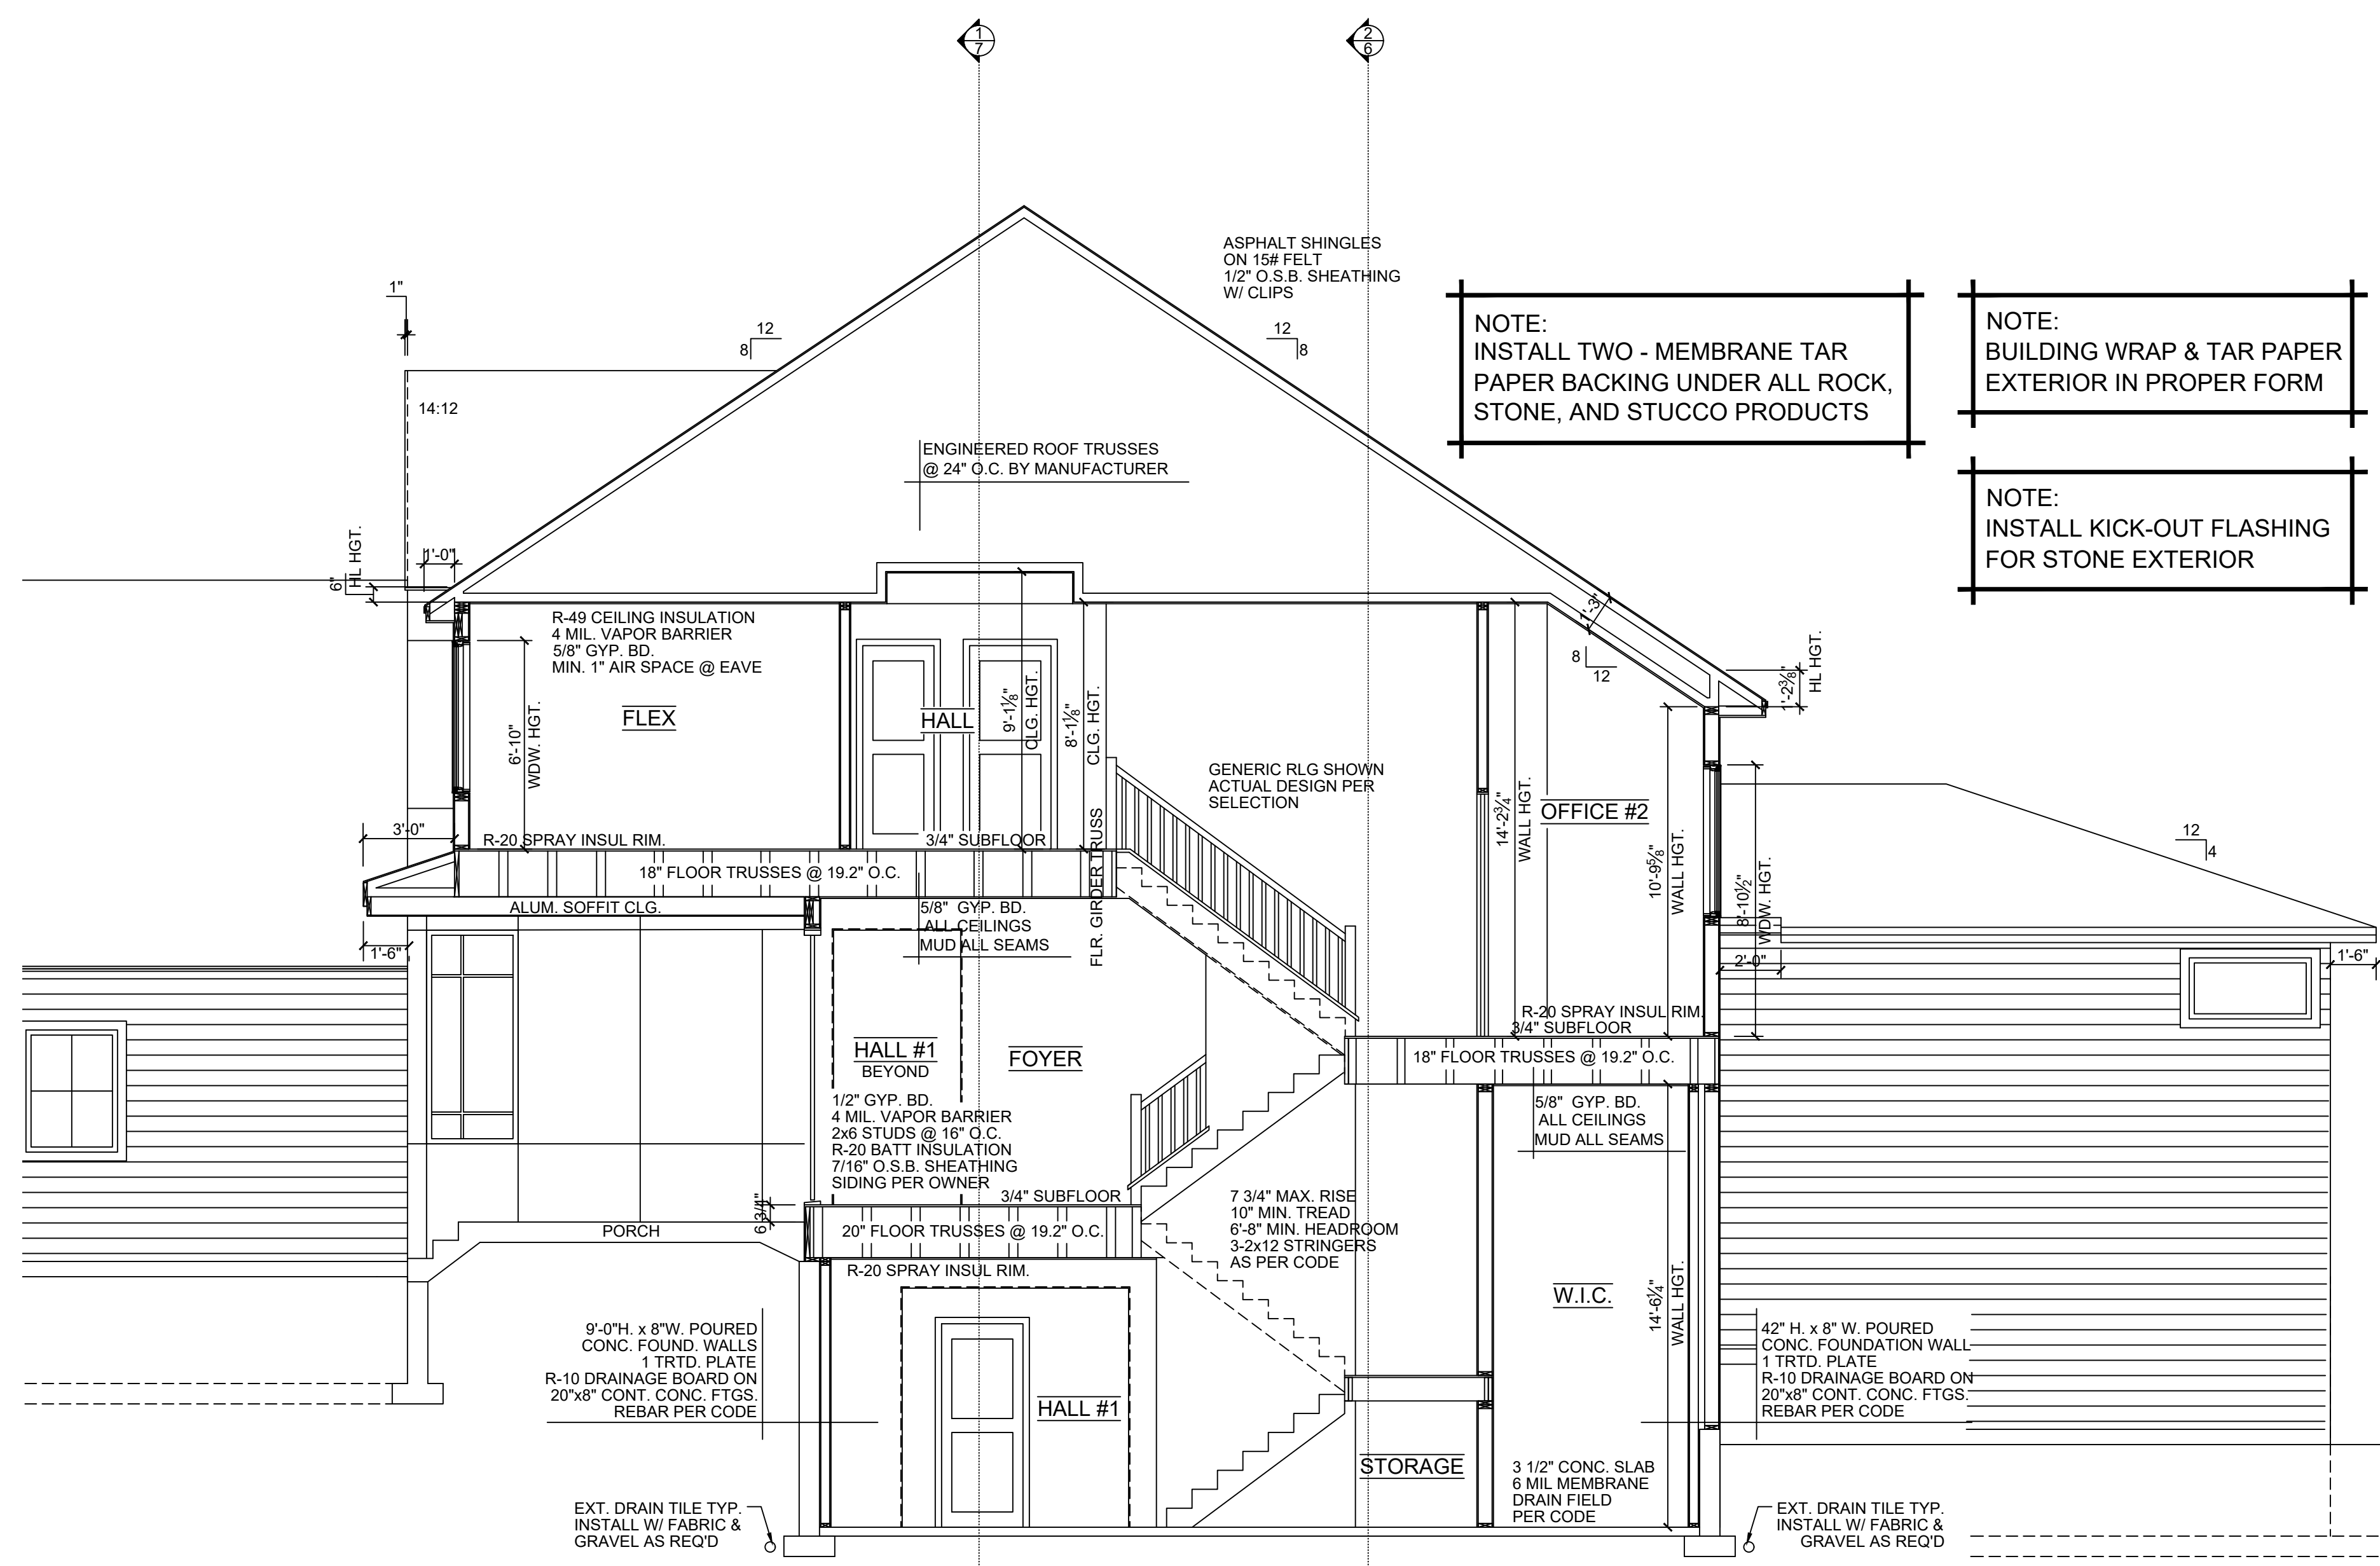 1
7
2
6
ASPHALT SHINGLES
ON 15# FELT
1/2" O.S.B. SHEATHING
W/ CLIPS
1"
12
8
12
8
NOTE:
INSTALL TWO - MEMBRANE TAR
PAPER BACKING UNDER ALL ROCK,
STONE, AND STUCCO PRODUCTS
NOTE:
BUILDING WRAP & TAR PAPER
EXTERIOR IN PROPER FORM
14:12
ENGINEERED ROOF TRUSSES
@ 24" O.C. BY MANUFACTURER
NOTE:
INSTALL KICK-OUT FLASHING
FOR STONE EXTERIOR
6"
HL HGT.
1'-0"
R-49 CEILING INSULATION
4 MIL. VAPOR BARRIER
5/8" GYP. BD.
MIN. 1" AIR SPACE @ EAVE
1'-3"
8
12
1'-2⅜"
HL HGT.
FLEX
HALL
9'-1⅛"
CLG. HGT.
8'-1⅛"
CLG. HGT.
6'-10"
WDW. HGT.
GENERIC RLG SHOWN
ACTUAL DESIGN PER
SELECTION
14'-2¾"
WALL HGT.
OFFICE #2
10'-9⅝"
WALL HGT.
8'-10½"
WDW. HGT.
12
4
3'-0"
R-20 SPRAY INSUL RIM.
3/4" SUBFLOOR
18" FLOOR TRUSSES @ 19.2" O.C.
FLR. GIRDER TRUSS
ALUM. SOFFIT CLG.
5/8" GYP. BD.
ALL CEILINGS
MUD ALL SEAMS
1'-6"
2'-0"
1'-6"
R-20 SPRAY INSUL RIM.
3/4" SUBFLOOR
18" FLOOR TRUSSES @ 19.2" O.C.
HALL #1
BEYOND
FOYER
1/2" GYP. BD.
4 MIL. VAPOR BARRIER
2x6 STUDS @ 16" O.C.
R-20 BATT INSULATION
7/16" O.S.B. SHEATHING
SIDING PER OWNER
5/8" GYP. BD.
ALL CEILINGS
MUD ALL SEAMS
3/4" SUBFLOOR
6 3/4"
PORCH
20" FLOOR TRUSSES @ 19.2" O.C.
7 3/4" MAX. RISE
10" MIN. TREAD
6'-8" MIN. HEADROOM
3-2x12 STRINGERS
AS PER CODE
R-20 SPRAY INSUL RIM.
W.I.C.
14'-6¼"
WALL HGT.
9'-0"H. x 8"W. POURED
CONC. FOUND. WALLS
1 TRTD. PLATE
R-10 DRAINAGE BOARD ON
20"x8" CONT. CONC. FTGS.
REBAR PER CODE
42" H. x 8" W. POURED
CONC. FOUNDATION WALL
1 TRTD. PLATE
R-10 DRAINAGE BOARD ON
20"x8" CONT. CONC. FTGS.
REBAR PER CODE
HALL #1
STORAGE
3 1/2" CONC. SLAB
6 MIL MEMBRANE
DRAIN FIELD
PER CODE
EXT. DRAIN TILE TYP.
INSTALL W/ FABRIC &
GRAVEL AS REQ'D
EXT. DRAIN TILE TYP.
INSTALL W/ FABRIC &
GRAVEL AS REQ'D